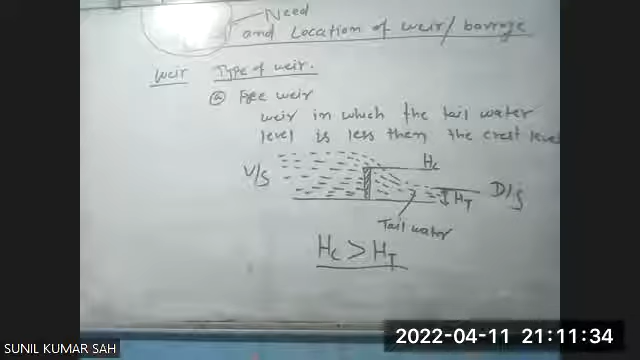 Need
and Location of weir/barrage
Weir Type of weir.
ⓐ Free weir
weir in which the tail water
level is less then the crest level
U/S
Hc
HT
D/S
Tail water
Hc > HT
2022-04-11 21:11:34
SUNIL KUMAR SAH